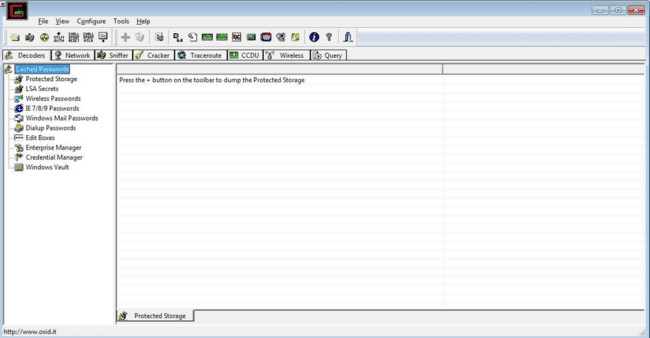 Cain
File View Configure Tools Help
Decoders Network Sniffer Cracker Traceroute CCDU Wireless Query
Cached Passwords
Protected Storage
LSA Secrets
Wireless Passwords
IE 7/8/9 Passwords
Windows Mail Passwords
Dialup Passwords
Edit Boxes
Enterprise Manager
Credential Manager
Windows Vault
Press the + button on the toolbar to dump the Protected Storage
Protected Storage
http://www.oxid.it